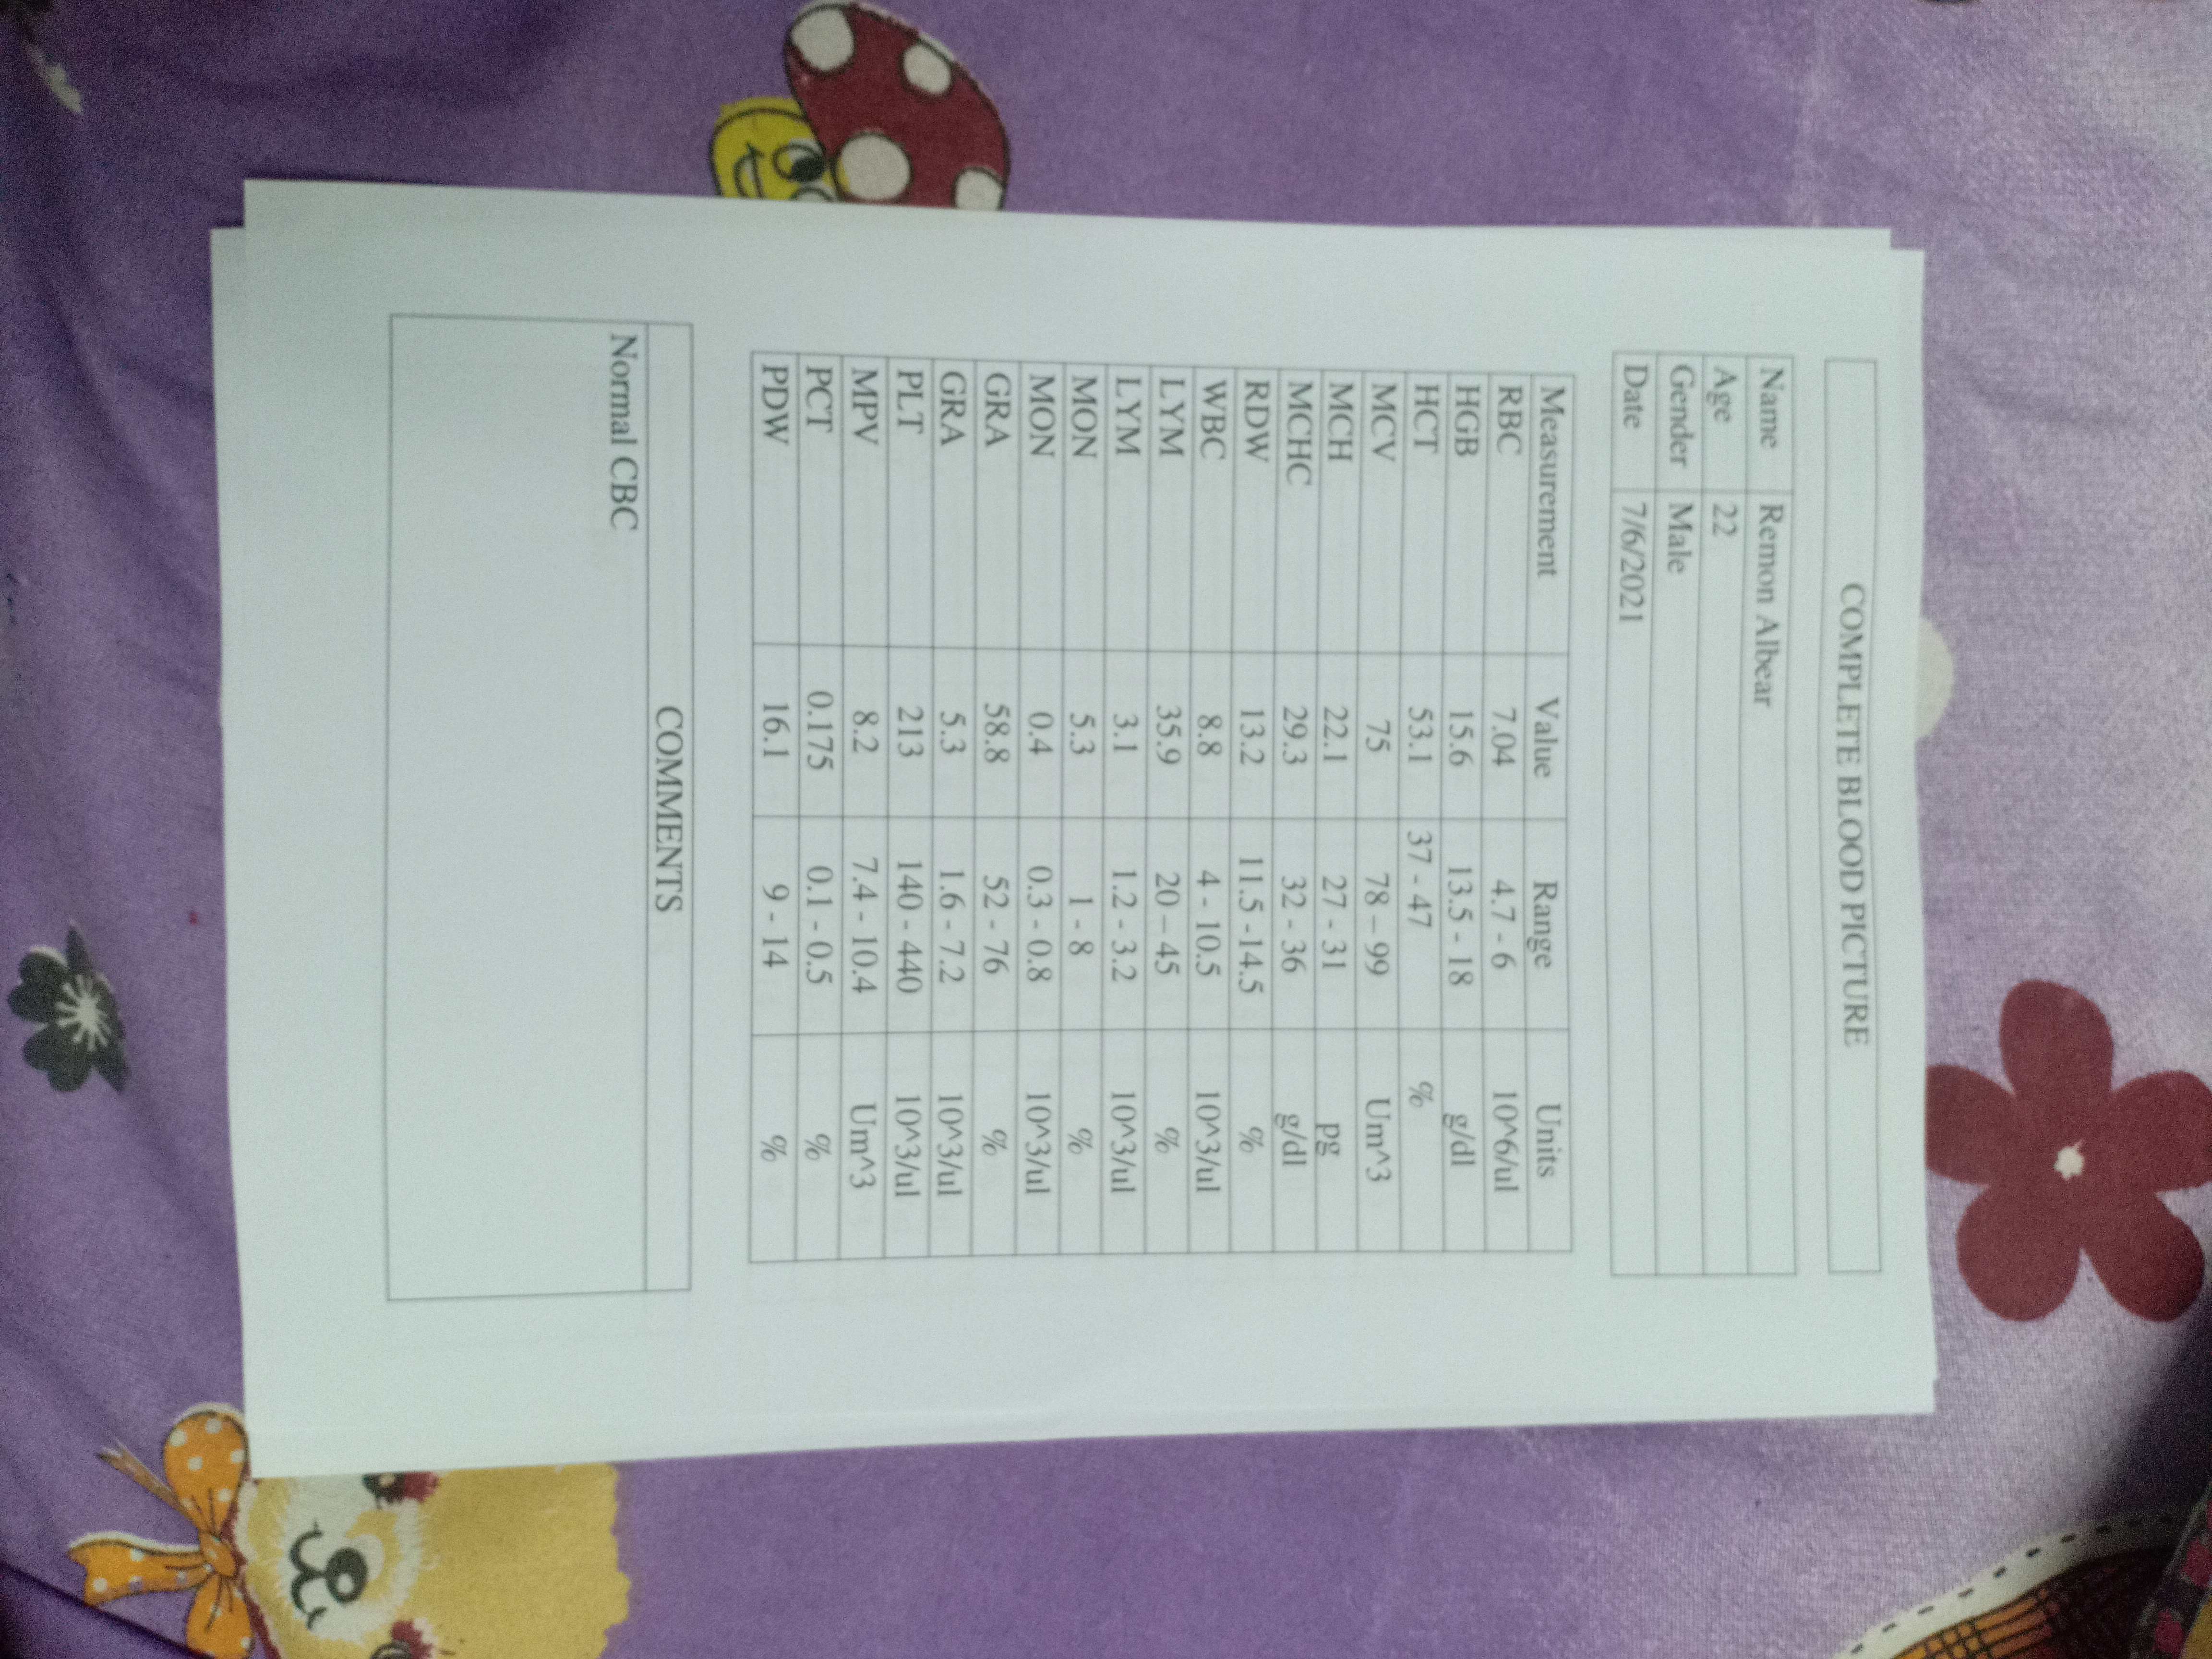 COMPLETE BLOOD PICTURE
Name Remon Albear
Age 22
Gender Male
Date 7/6/2021
Measurement Value Range Units
RBC 7.04 4.7 - 6 10^6/ul
HGB 15.6 13.5 - 18 g/dl
HCT 53.1 37 - 47 %
MCV 75 78 – 99 Um^3
MCH 22.1 27 - 31 pg
MCHC 29.3 32 - 36 g/dl
RDW 13.2 11.5 -14.5 %
WBC 8.8 4 - 10.5 10^3/ul
LYM 35.9 20 – 45 %
LYM 3.1 1.2 - 3.2 10^3/ul
MON 5.3 1 - 8 %
MON 0.4 0.3 - 0.8 10^3/ul
GRA 58.8 52 - 76 %
GRA 5.3 1.6 - 7.2 10^3/ul
PLT 213 140 - 440 10^3/ul
MPV 8.2 7.4 - 10.4 Um^3
PCT 0.175 0.1 - 0.5 %
PDW 16.1 9 - 14 %
COMMENTS
Normal CBC